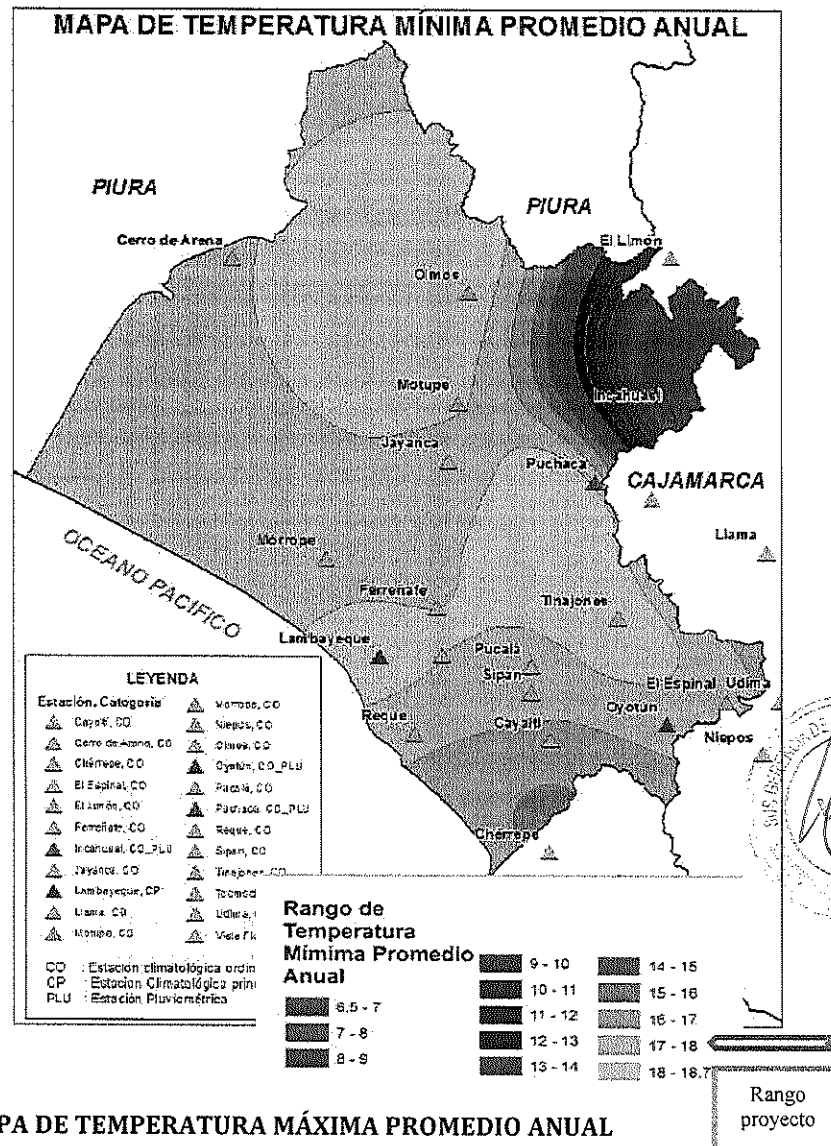 MAPA DE TEMPERATURA MÍNIMA PROMEDIO ANUAL
PIURA
PIURA
Cerro de Arena
El Limón
Olmos
Incahuasi
Motupe
Jayanca
Puchaca
CAJAMARCA
Llama
OCEANO PACIFICO
Mórrope
Ferreñafe
Tinajones
Lambayeque
Pucalá
Sipán
El Espinal
Udima
Reque
Cayaltí
Oyotún
Niepos
Chérrepe
LEYENDA
Estación, Categoría
Cayaltí, CO
Cerro de Arena, CO
Chérrepe, CO
El Espinal, CO
El Limón, CO
Ferreñafe, CO
Incahuasi, CO_PLU
Jayanca, CO
Lambayeque, CP
Llama, CO
Motupe, CO
Morrope, CO
Niepos, CO
Olmos, CO
Oyotún, CO_PLU
Pucalá, CO
Puchaca, CO_PLU
Reque, CO
Sipán, CO
Tinajones, CO
Udima,
CO : Estación climatológica ordin
CP : Estación Climatológica prin
PLU : Estación Pluviométrica
Rango de
Temperatura
Mímima Promedio
Anual
6,5 - 7
7 - 8
8 - 9
9 - 10
10 - 11
11 - 12
12 - 13
13 - 14
14 - 15
15 - 16
16 - 17
17 - 18
18 - 18.7
Rango
proyecto
PA DE TEMPERATURA MÁXIMA PROMEDIO ANUAL